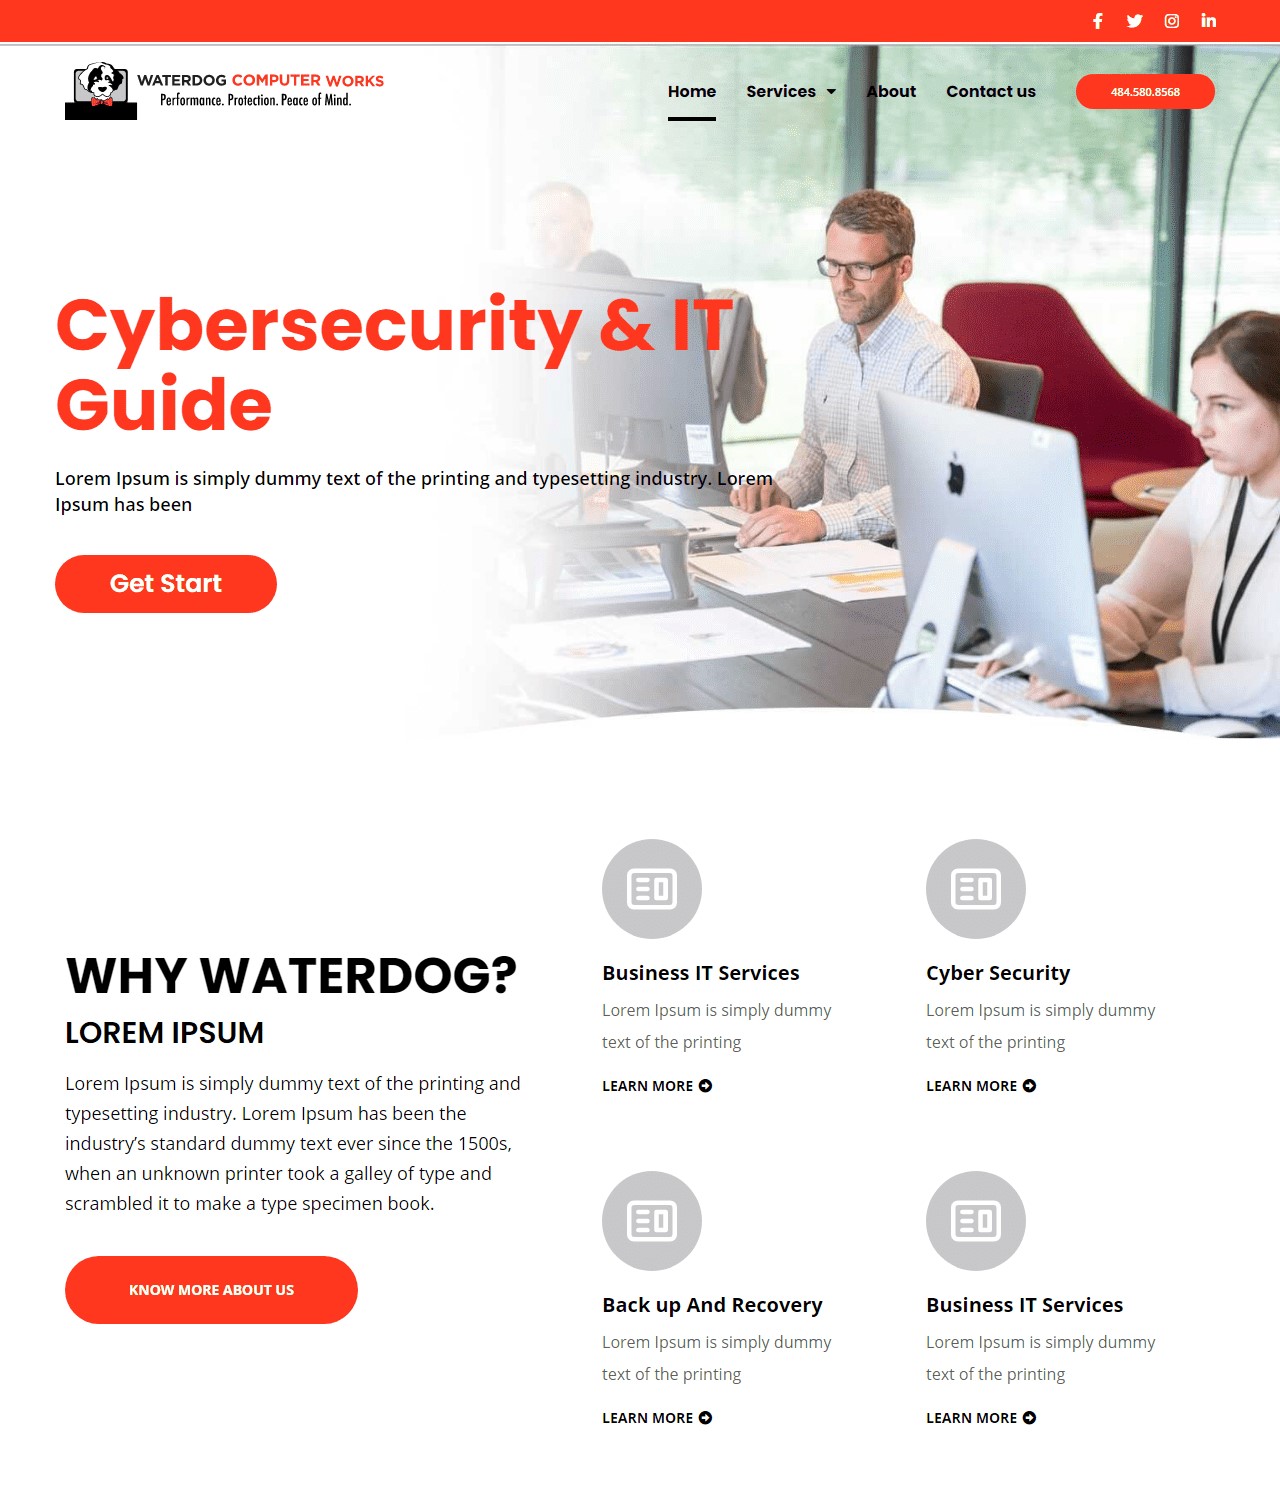 WATERDOG COMPUTER WORKS
Performance. Protection. Peace of Mind.
Home Services About Contact us 484.580.8568
Cybersecurity & IT
Guide
Lorem Ipsum is simply dummy text of the printing and typesetting industry. Lorem
Ipsum has been
Get Start
WHY WATERDOG?
LOREM IPSUM
Lorem Ipsum is simply dummy text of the printing and
typesetting industry. Lorem Ipsum has been the
industry’s standard dummy text ever since the 1500s,
when an unknown printer took a galley of type and
scrambled it to make a type specimen book.
KNOW MORE ABOUT US
Business IT Services
Lorem Ipsum is simply dummy
text of the printing
LEARN MORE
Cyber Security
Lorem Ipsum is simply dummy
text of the printing
LEARN MORE
Back up And Recovery
Lorem Ipsum is simply dummy
text of the printing
LEARN MORE
Business IT Services
Lorem Ipsum is simply dummy
text of the printing
LEARN MORE